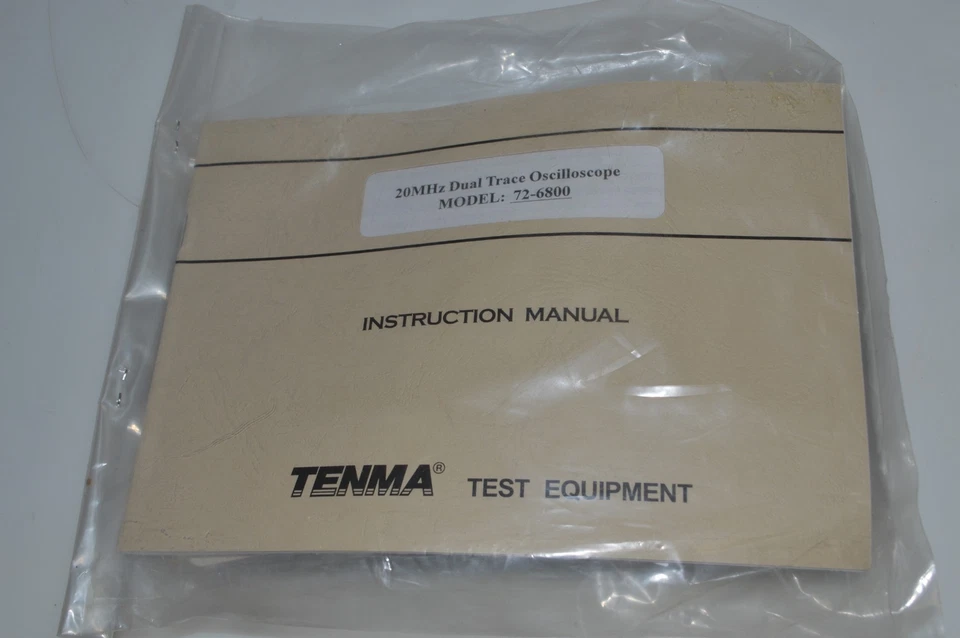 20MHz Dual Trace Oscilloscope
MODEL: 72-6800
INSTRUCTION MANUAL
TENMA® TEST EQUIPMENT